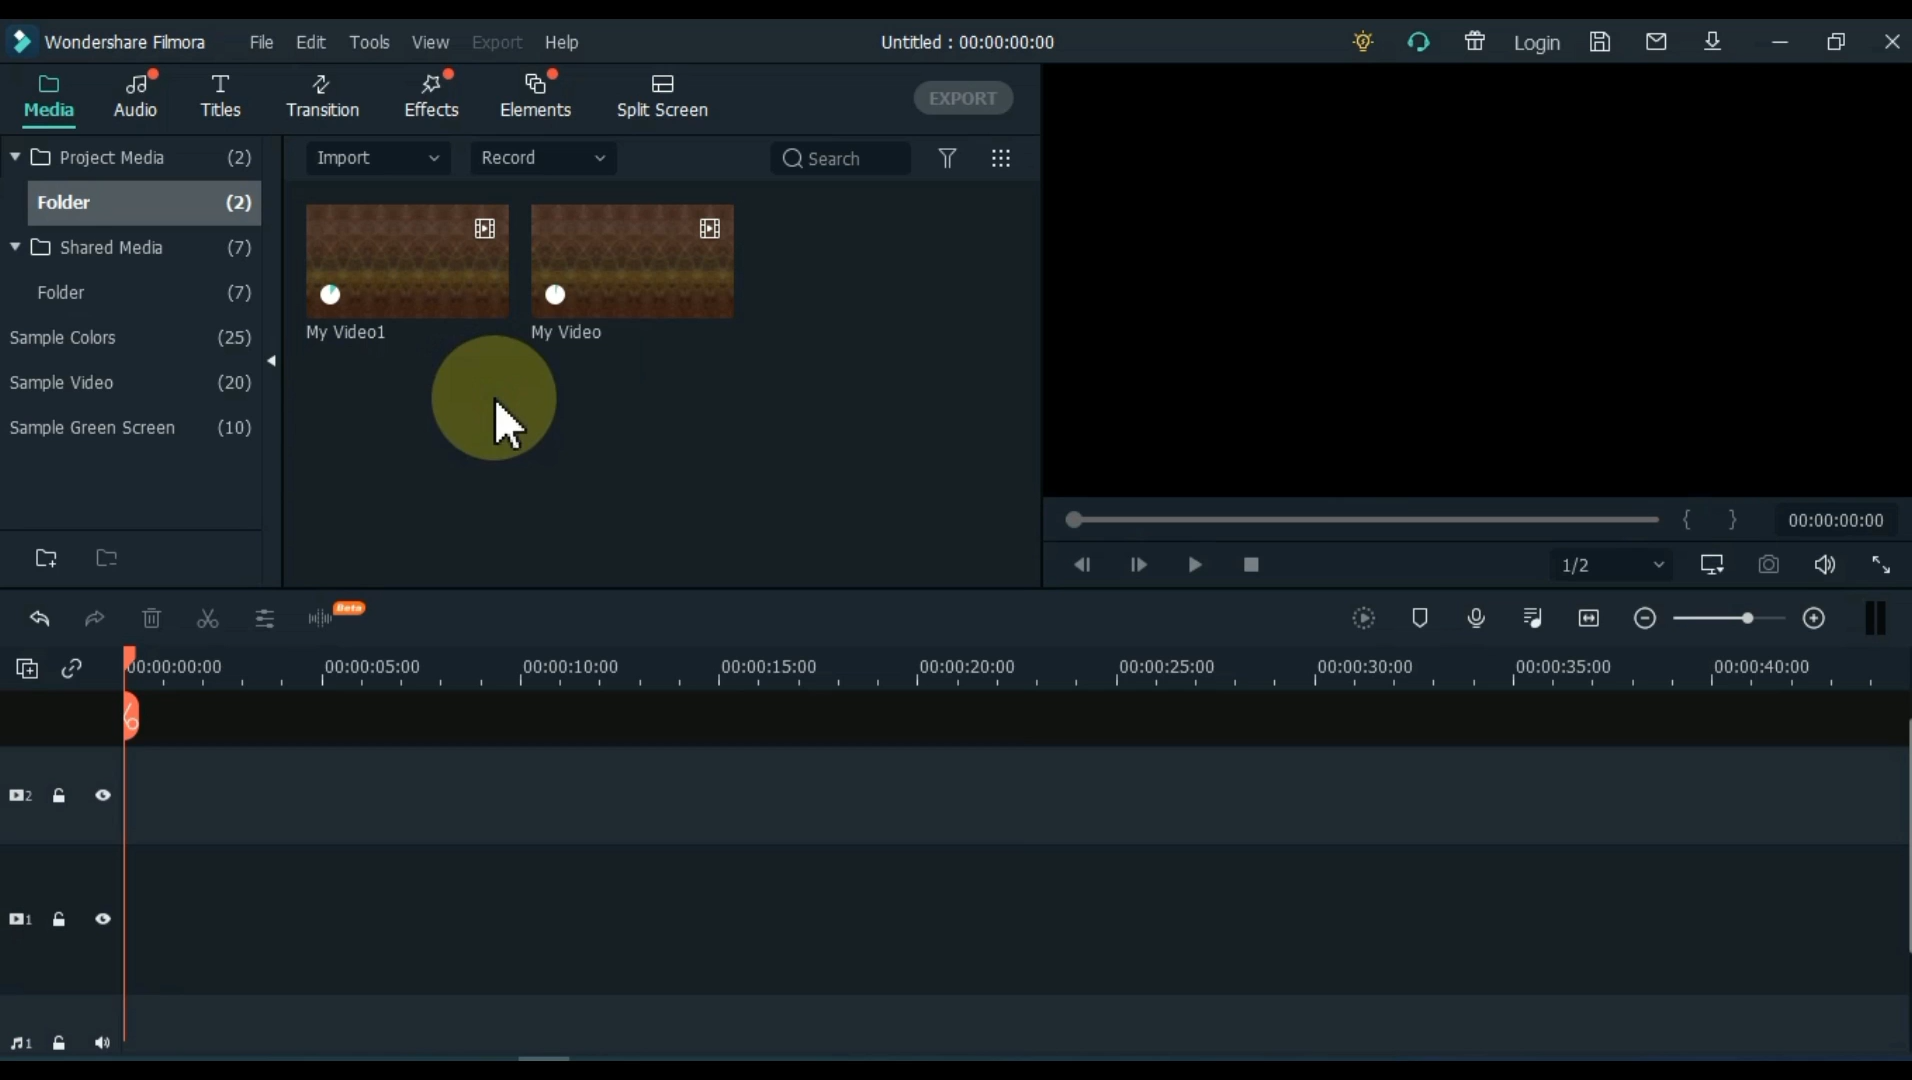 Wondershare Filmora File Edit Tools View Export Help Untitled : 00:00:00:00 Login
Media Audio Titles Transition Effects Elements Split Screen EXPORT
Project Media (2) Import Record Search
Folder (2)
Shared Media (7)
Folder (7)
Sample Colors (25) My Video1 My Video
Sample Video (20)
Sample Green Screen (10)
{ } 00:00:00:00
1/2
Beta
00:00:00:00 00:00:05:00 00:00:10:00 00:00:15:00 00:00:20:00 00:00:25:00 00:00:30:00 00:00:35:00 00:00:40:00
2
1
1